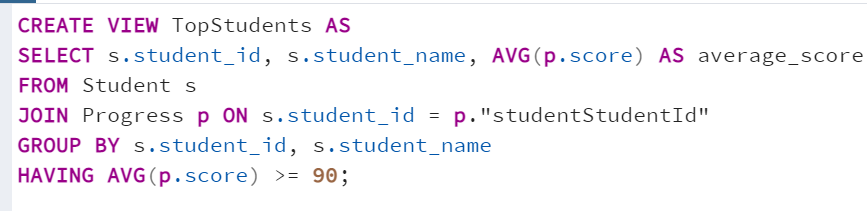 CREATE VIEW TopStudents AS
SELECT s.student_id, s.student_name, AVG(p.score) AS average_score
FROM Student s
JOIN Progress p ON s.student_id = p."studentStudentId"
GROUP BY s.student_id, s.student_name
HAVING AVG(p.score) >= 90;